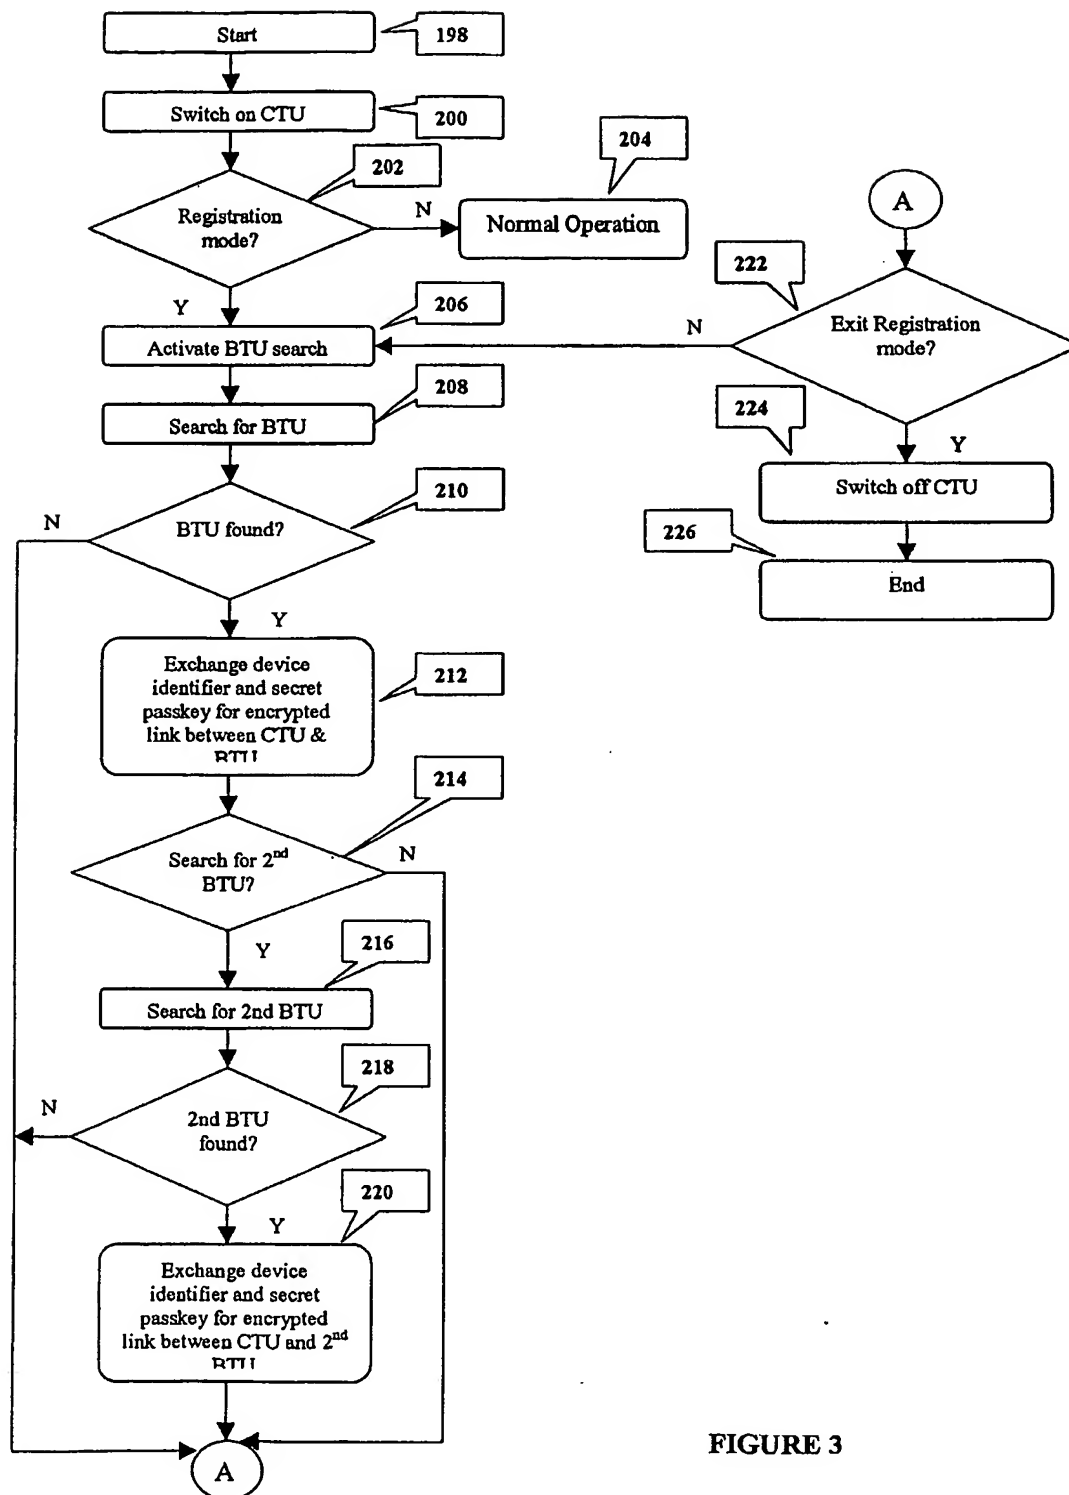 Start
198
Switch on CTU
200
202
204
Registration
mode?
N
Normal Operation
A
Y
206
222
Activate BTU search
N
Exit Registration
mode?
208
Search for BTU
224
Y
210
Switch off CTU
N
BTU found?
226
End
Y
Exchange device
identifier and secret
passkey for encrypted
link between CTU &
BTU
212
214
Search for 2nd
BTU?
N
Y
216
Search for 2nd BTU
218
N
2nd BTU
found?
220
Y
Exchange device
identifier and secret
passkey for encrypted
link between CTU and 2nd
BTU
A
FIGURE 3